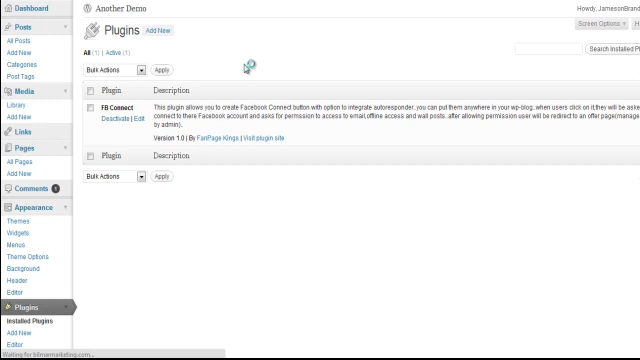 Dashboard
Another Demo
Howdy, JamesonBrand
Posts
All Posts
Add New
Categories
Post Tags
Media
Library
Add New
Links
Pages
All Pages
Add New
Comments 1
Appearance
Themes
Widgets
Menus
Theme Options
Background
Header
Editor
Plugins
Installed Plugins
Add New
Editor
Plugins Add New
Screen Options
H
All (1) | Active (1)
Search Installed Pl
Bulk Actions Apply
Plugin Description
FB Connect
Deactivate | Edit
This plugin allows you to create Facebook Connect button,with option to integrate autoresponder,you can put them anywhere in your wp-blog,when users click on it,they will be aske
connect to there Facebook account and asks for permission to access to email,offline access and wall posts..after allowing permission user will be redirect to an offer page(manage
by admin).
Version 1.0 | By FanPage Kings | Visit plugin site
Plugin Description
Bulk Actions Apply
Waiting for bilmarmarketing.com...